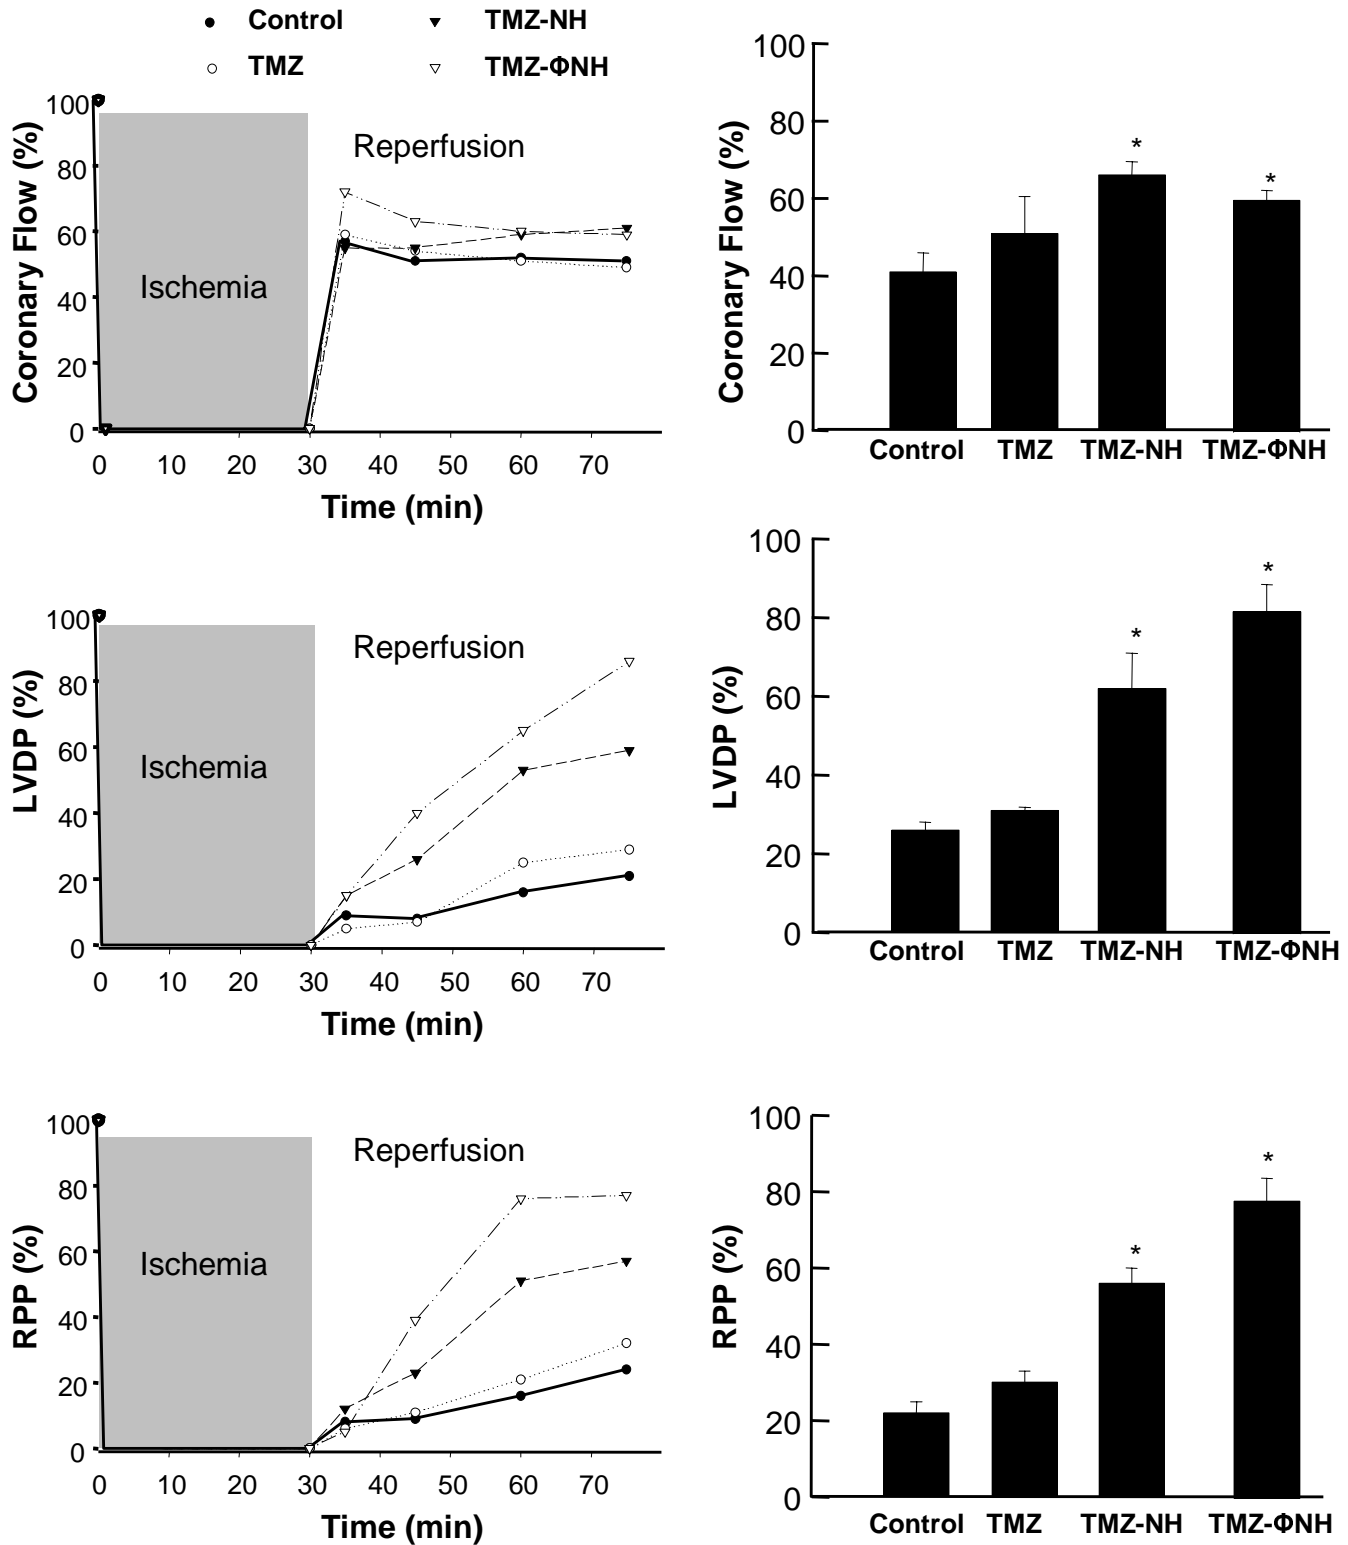 Control
TMZ-NH
TMZ
TMZ-ΦNH
Coronary Flow (%)
100
80
60
40
20
0
Ischemia
Reperfusion
0 10 20 30 40 50 60 70
Time (min)
Coronary Flow (%)
100
80
60
40
20
0
*
*
Control TMZ TMZ-NH TMZ-ΦNH
LVDP (%)
100
80
60
40
20
0
Ischemia
Reperfusion
0 10 20 30 40 50 60 70
Time (min)
LVDP (%)
100
80
60
40
20
0
*
*
Control TMZ TMZ-NH TMZ-ΦNH
RPP (%)
100
80
60
40
20
0
Ischemia
Reperfusion
0 10 20 30 40 50 60 70
Time (min)
RPP (%)
100
80
60
40
20
0
*
*
Control TMZ TMZ-NH TMZ-ΦNH